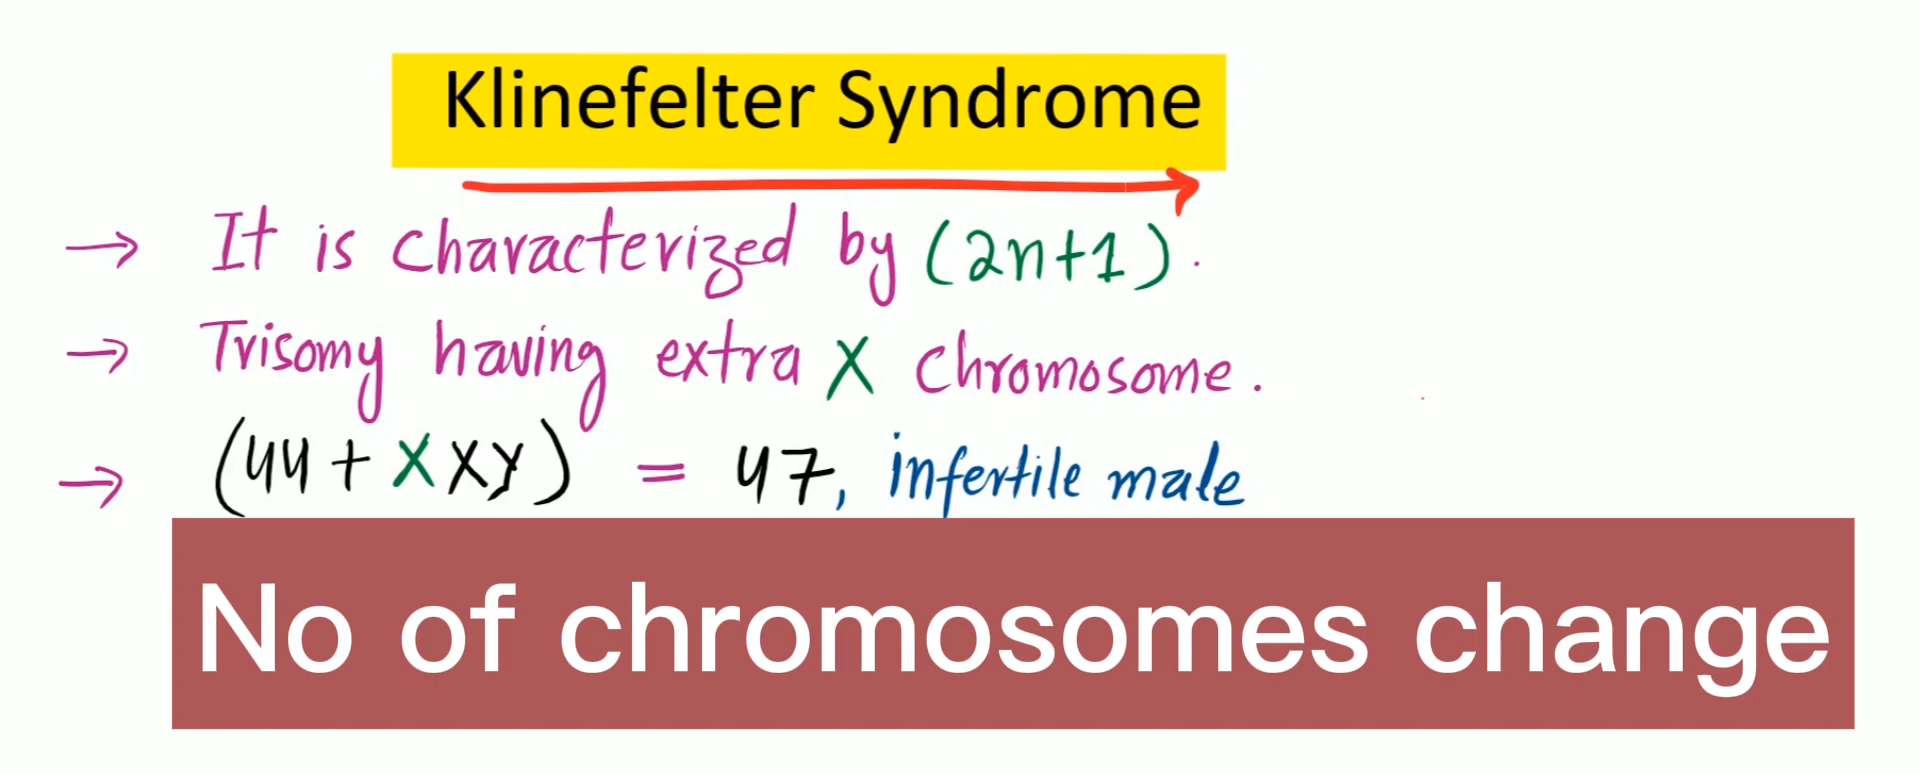 Klinefelter Syndrome
→ It is characterized by (2n+1).
→ Trisomy having extra X chromosome.
→ (44+XXY) = 47, infertile male
No of chromosomes change